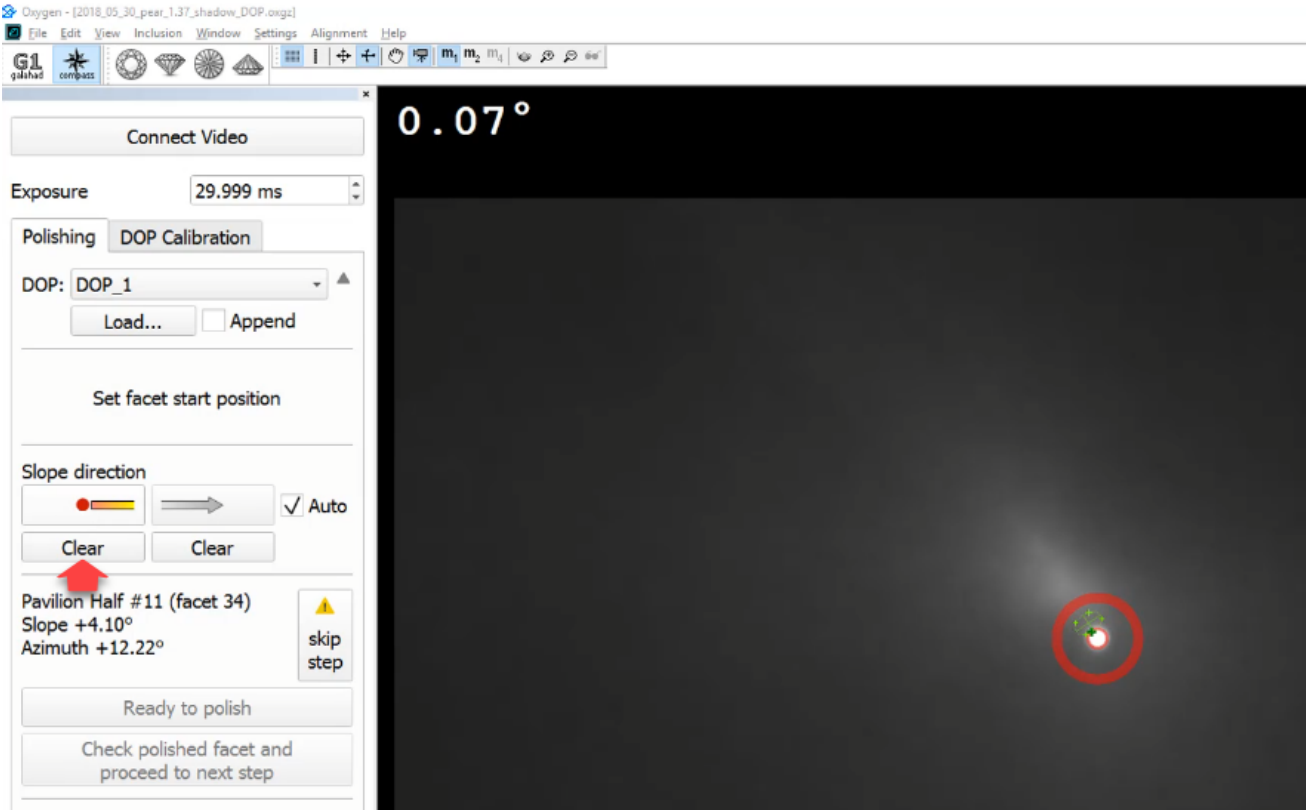 Oxygen - [2018_05_30_pear_1.37_shadow_DOP.oxgz]
File Edit View Inclusion Window Settings Alignment Help
G1 galahad
compass
m1 m2 m4
Connect Video
0.07°
Exposure 29.999 ms
Polishing DOP Calibration
DOP: DOP_1
Load... Append
Set facet start position
Slope direction
Auto
Clear Clear
Pavilion Half #11 (facet 34)
Slope +4.10°
Azimuth +12.22°
skip
step
Ready to polish
Check polished facet and
proceed to next step